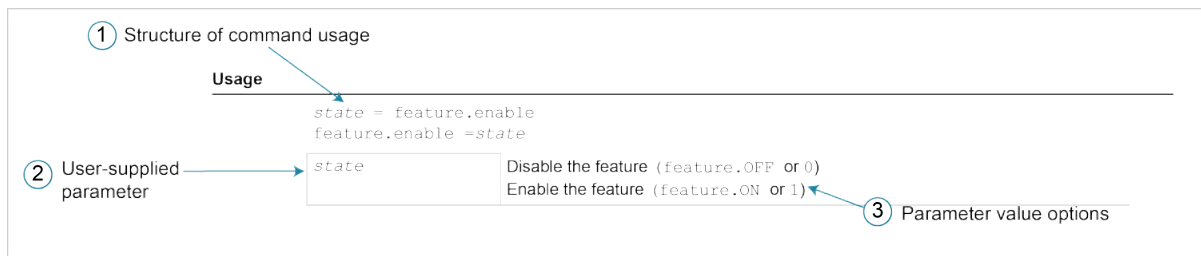 1 Structure of command usage
Usage
state = feature.enable
feature.enable =state
2 User-supplied
parameter
state
Disable the feature (feature.OFF or 0)
Enable the feature (feature.ON or 1)
3 Parameter value options